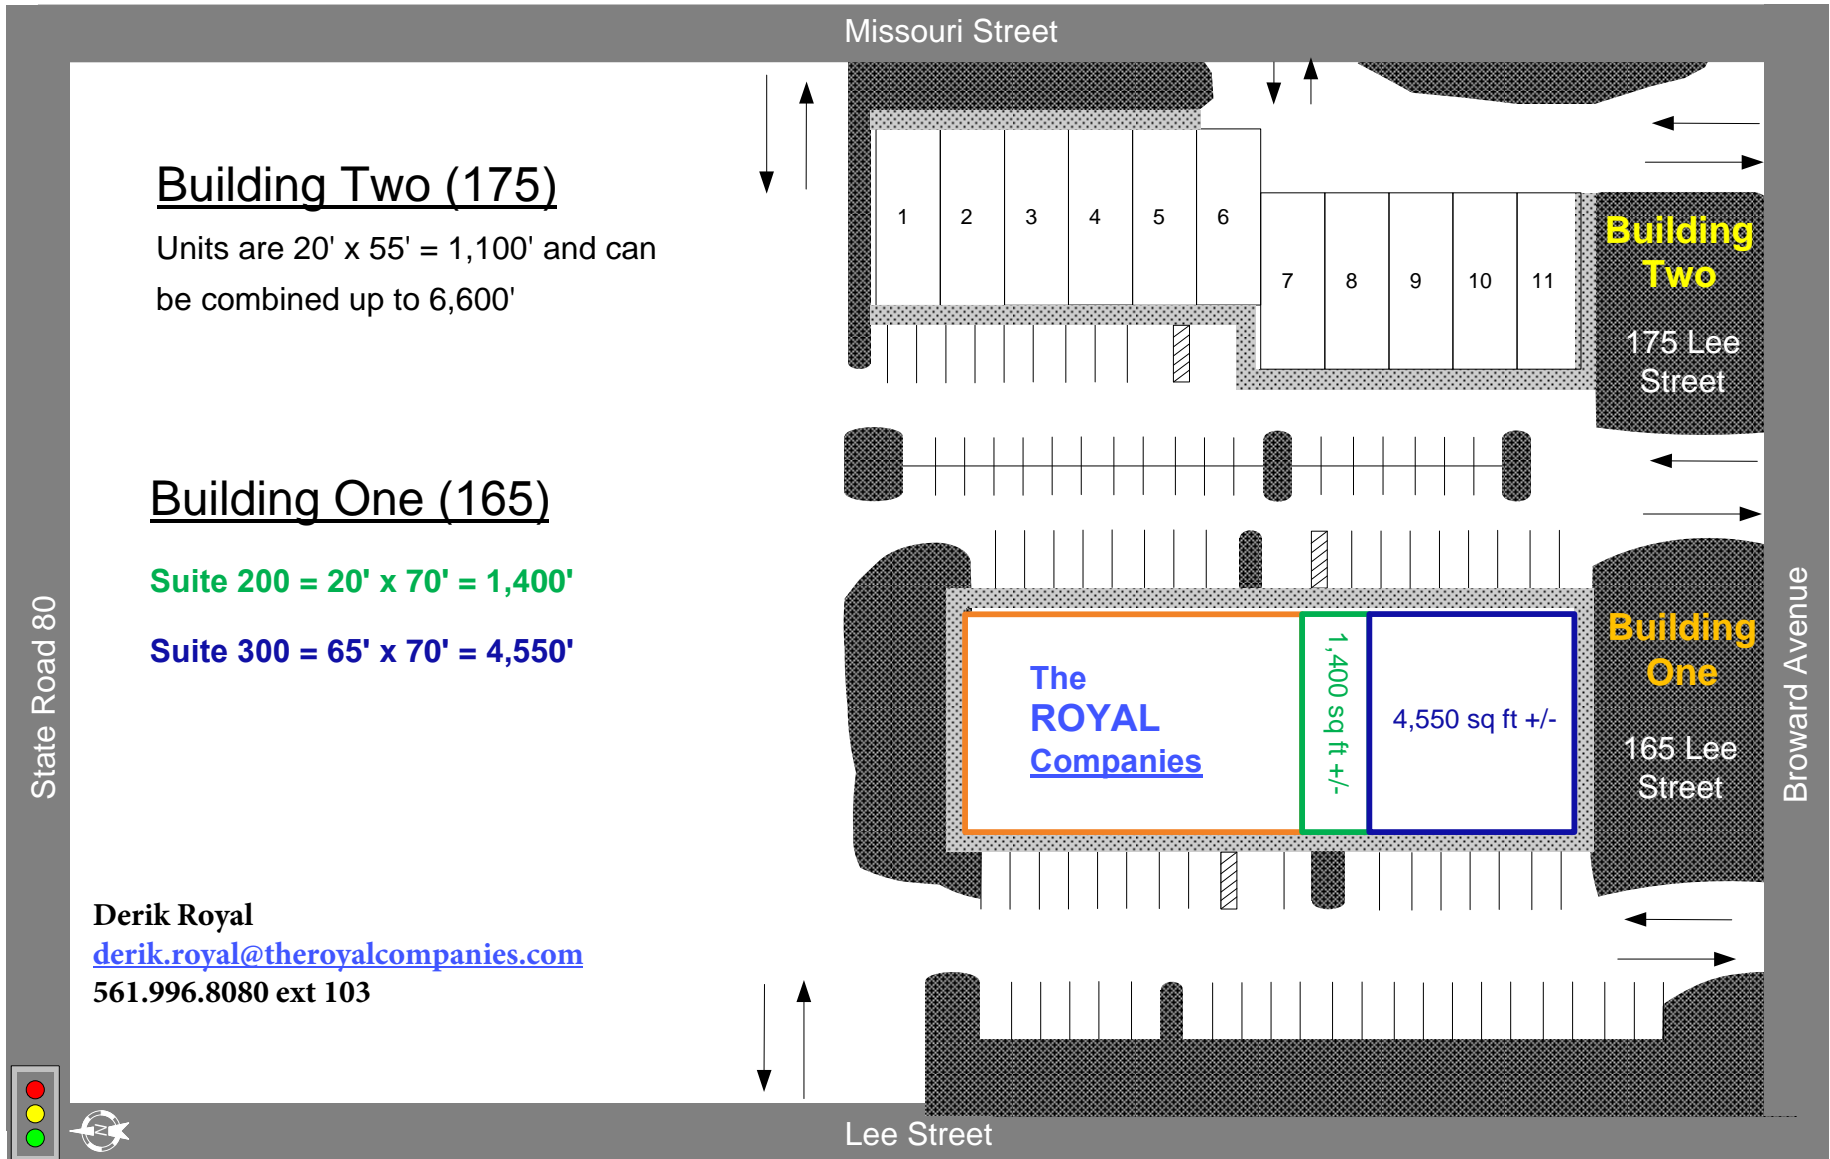 Missouri Street
Building Two (175)
Units are 20' x 55' = 1,100' and can
be combined up to 6,600'
1
2
3
4
5
6
7
8
9
10
11
Building
Two
175 Lee
Street
Building One (165)
Suite 200 = 20' x 70' = 1,400'
Suite 300 = 65' x 70' = 4,550'
The
ROYAL
Companies
1,400 sq ft +/-
4,550 sq ft +/-
Building
One
165 Lee
Street
State Road 80
Broward Avenue
Derik Royal
derik.royal@theroyalcompanies.com
561.996.8080 ext 103
N
Lee Street